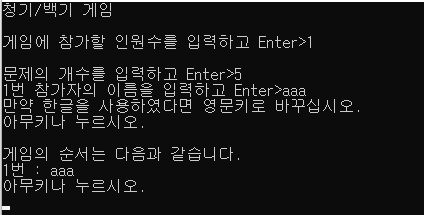 청기/백기 게임
게임에 참가할 인원수를 입력하고 Enter>1
문제의 개수를 입력하고 Enter>5
1번 참가자의 이름을 입력하고 Enter>aaa
만약 한글을 사용하였다면 영문키로 바꾸십시오.
아무키나 누르시오.
게임의 순서는 다음과 같습니다.
1번 : aaa
아무키나 누르시오.